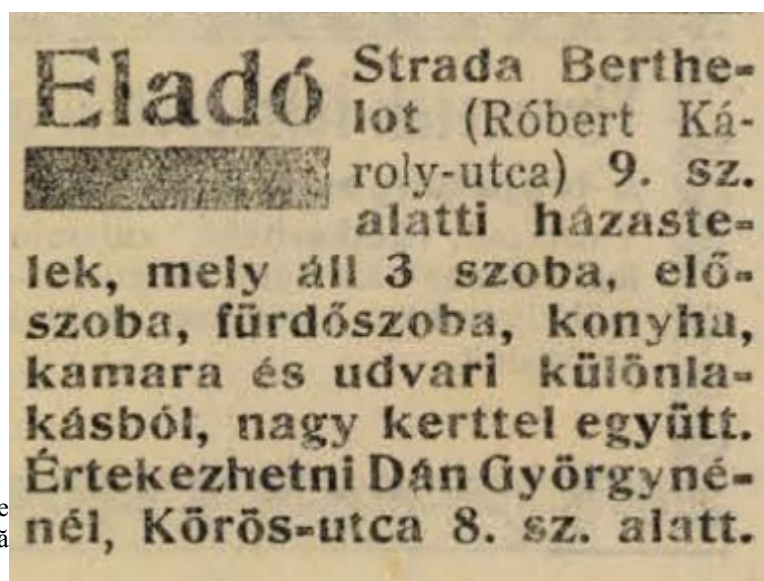 Eladó
Strada Berthe-
lot (Róbert Ká-
roly-utca) 9. sz.
alatti házaste-
lek, mely áll 3 szoba, elő-
szoba, fürdőszoba, konyha,
kamara és udvari különla-
kásból, nagy kerttel együtt.
Értekezhetni Dán Györgyné-
nél, Körös-utca 8. sz. alatt.
e
ă